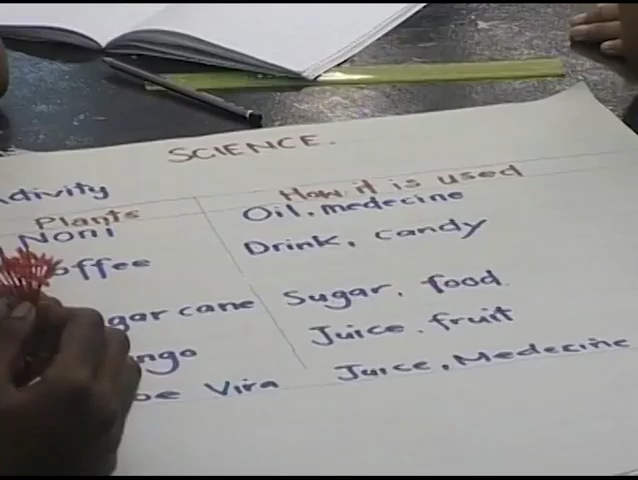 SCIENCE.
Activity
Plants How it is used
Noni Oil, medecine
offee Drink, candy
gar cane Sugar, food
ngo Juice, fruit
oe Vira Juice, Medecine